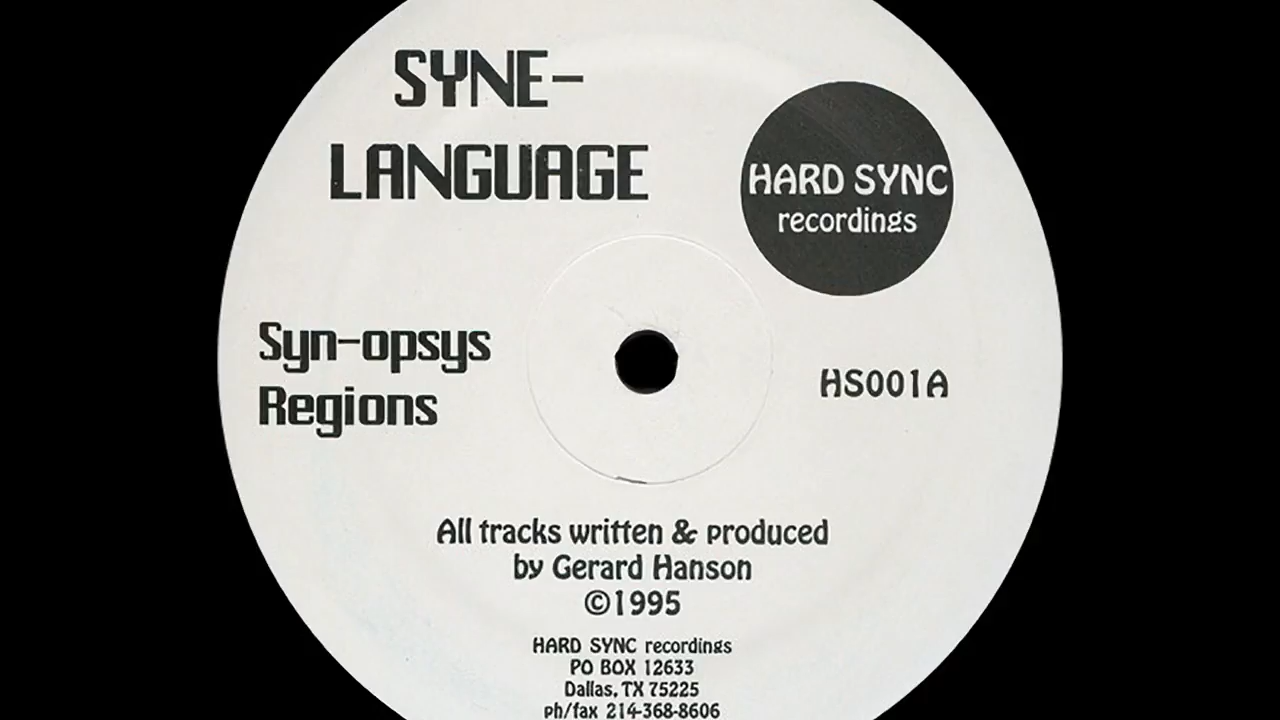 SYNE-
LANGUAGE
HARD SYNC
recordings
Syn-opsys
Regions
HS001A
All tracks written & produced
by Gerard Hanson
©1995
HARD SYNC recordings
PO BOX 12633
Dallas, TX 75225
ph/fax 214-368-8606